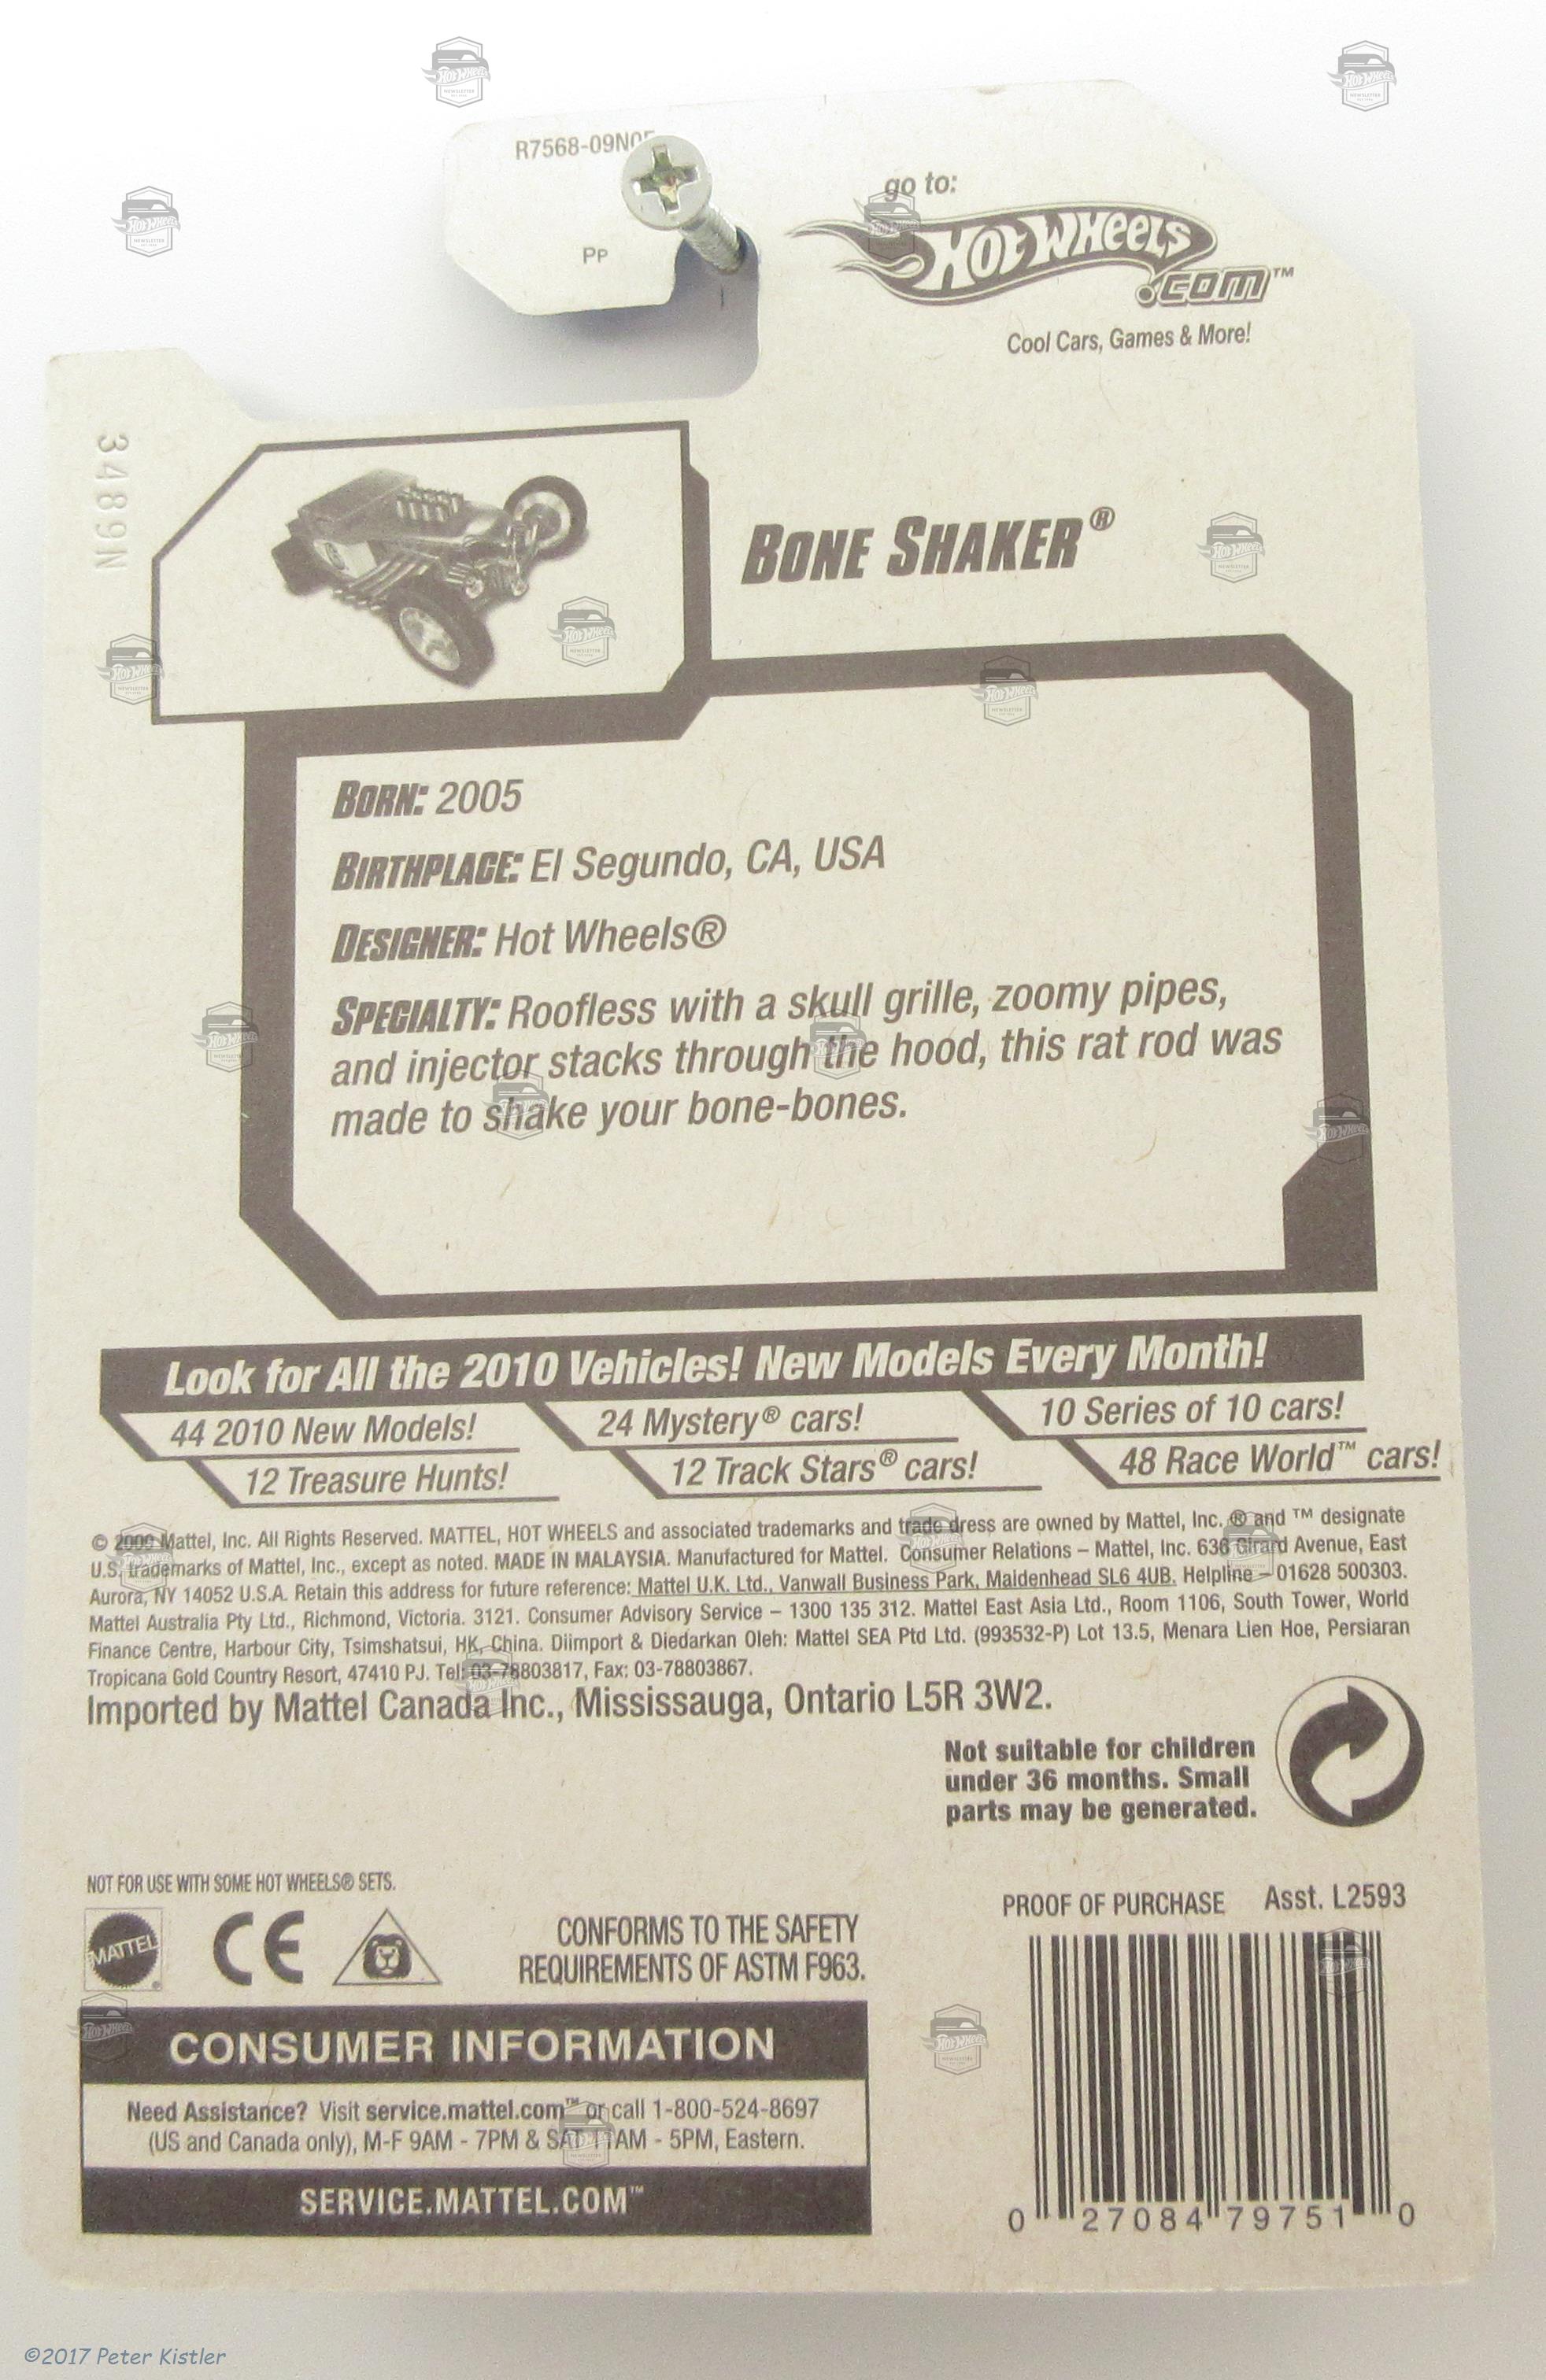 R7568-09N0
Pp
go to:
Hot Wheels
.com™
Cool Cars, Games & More!
3489N
Bone Shaker®
Born: 2005
Birthplace: El Segundo, CA, USA
Designer: Hot Wheels®
Specialty: Roofless with a skull grille, zoomy pipes,
and injector stacks through the hood, this rat rod was
made to shake your bone-bones.
Look for All the 2010 Vehicles! New Models Every Month!
44 2010 New Models!
24 Mystery® cars!
10 Series of 10 cars!
12 Treasure Hunts!
12 Track Stars® cars!
48 Race World™ cars!
© 2009 Mattel, Inc. All Rights Reserved. MATTEL, HOT WHEELS and associated trademarks and trade dress are owned by Mattel, Inc. ® and ™ designate
U.S. trademarks of Mattel, Inc., except as noted. MADE IN MALAYSIA. Manufactured for Mattel. Consumer Relations – Mattel, Inc. 636 Girard Avenue, East
Aurora, NY 14052 U.S.A. Retain this address for future reference: Mattel U.K. Ltd., Vanwall Business Park, Maidenhead SL6 4UB. Helpline – 01628 500303.
Mattel Australia Pty Ltd., Richmond, Victoria. 3121. Consumer Advisory Service – 1300 135 312. Mattel East Asia Ltd., Room 1106, South Tower, World
Finance Centre, Harbour City, Tsimshatsui, HK, China. Diimport & Diedarkan Oleh: Mattel SEA Ptd Ltd. (993532-P) Lot 13.5, Menara Lien Hoe, Persiaran
Tropicana Gold Country Resort, 47410 PJ. Tel: 03-78803817, Fax: 03-78803867.
Imported by Mattel Canada Inc., Mississauga, Ontario L5R 3W2.
Not suitable for children
under 36 months. Small
parts may be generated.
NOT FOR USE WITH SOME HOT WHEELS® SETS.
MATTEL
CE
CONFORMS TO THE SAFETY
REQUIREMENTS OF ASTM F963.
PROOF OF PURCHASE Asst. L2593
CONSUMER INFORMATION
Need Assistance? Visit service.mattel.com™ or call 1-800-524-8697
(US and Canada only), M-F 9AM - 7PM & SAT 11AM - 5PM, Eastern.
SERVICE.MATTEL.COM™
0 27084 79751 0
©2017 Peter Kistler